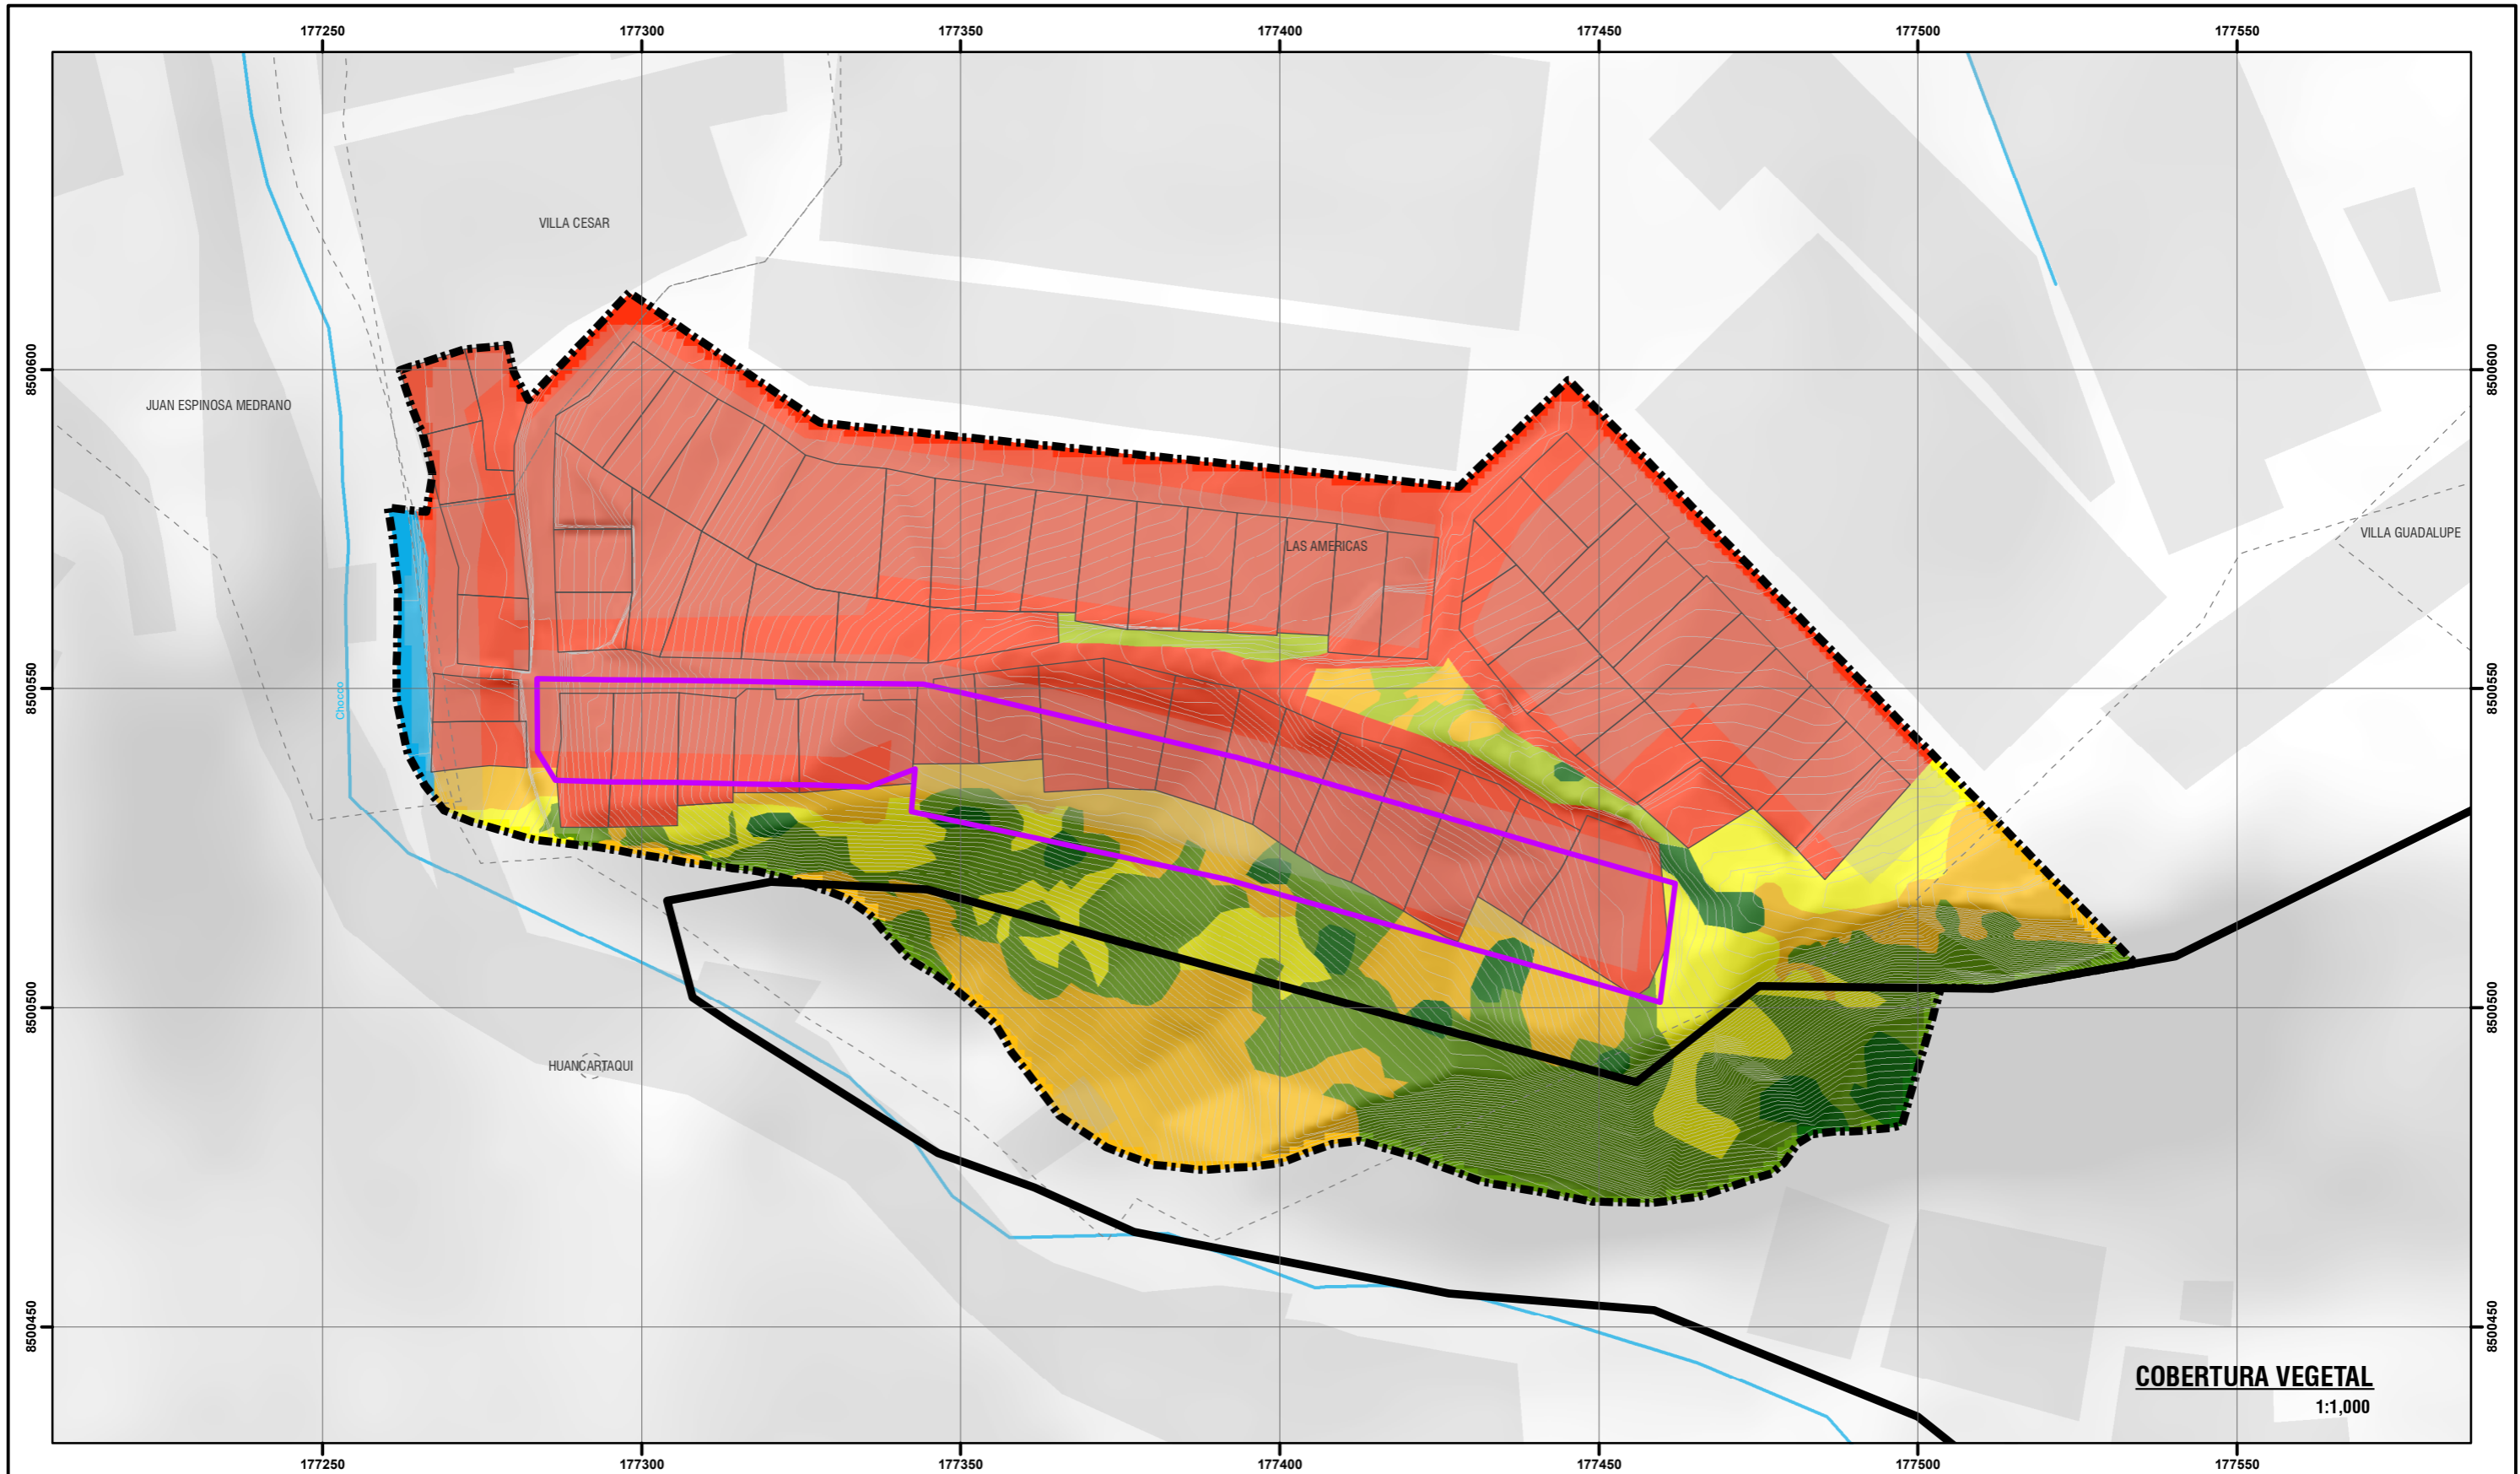 177250 177300 177350 177400 177450 177500 177550
VILLA CESAR
8500600 8500600
JUAN ESPINOSA MEDRANO
VILLA GUADALUPE
LAS AMERICAS
8500550 8500550
Chocco
8500500 8500500
HUANCARTAQUI
8500450 8500450
COBERTURA VEGETAL
1:1,000
177250 177300 177350 177400 177450 177500 177550